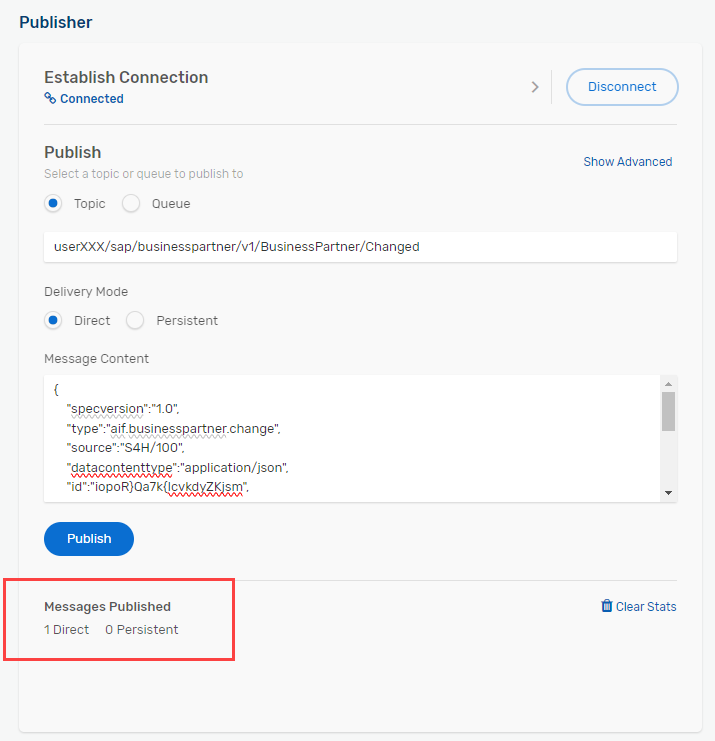 Publisher
Establish Connection
Connected
Disconnect
Publish
Select a topic or queue to publish to
Show Advanced
Topic Queue
userXXX/sap/businesspartner/v1/BusinessPartner/Changed
Delivery Mode
Direct Persistent
Message Content
{
"specversion":"1.0",
"type":"aif.businesspartner.change",
"source":"S4H/100",
"datacontenttype":"application/json",
"id":"iopoR}Qa7k{IcvkdyZKjsm",
Publish
Messages Published
Clear Stats
1 Direct 0 Persistent